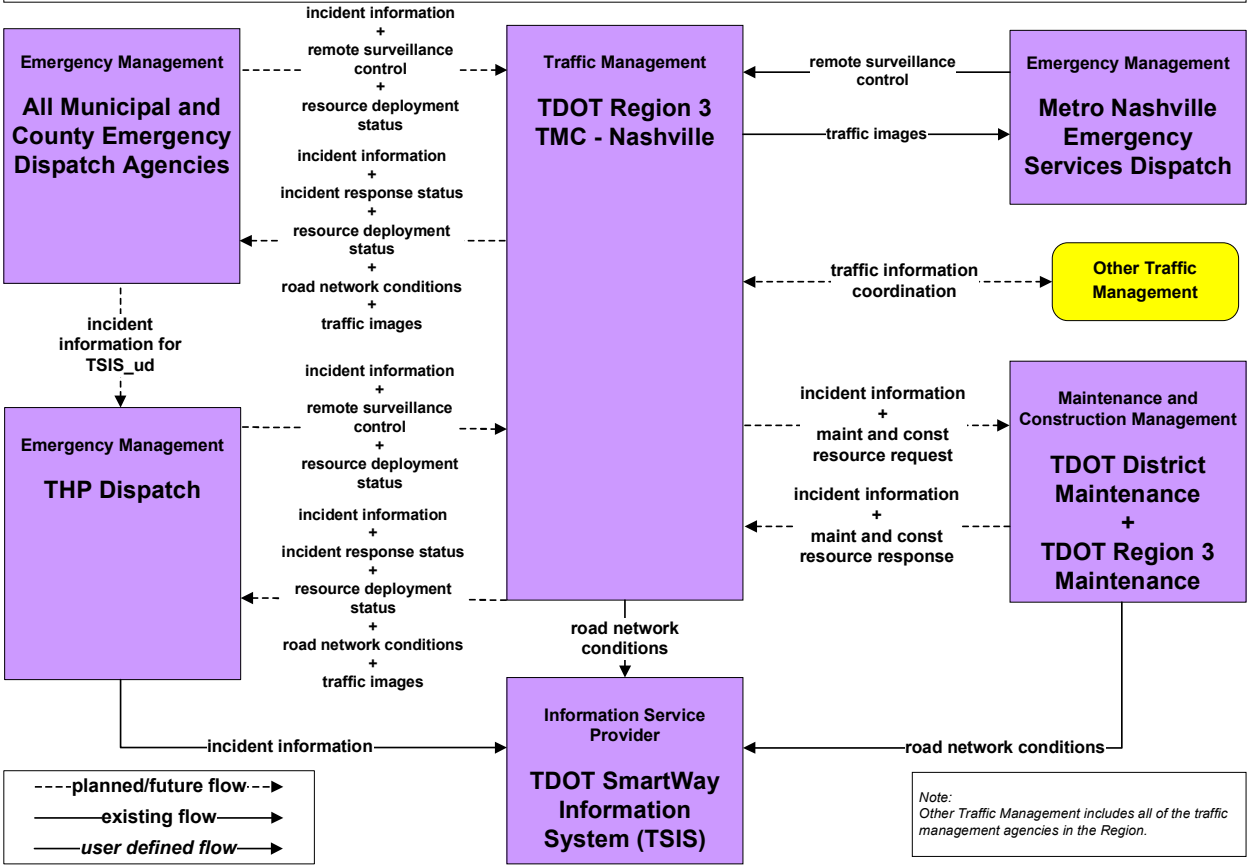 Emergency Management
All Municipal and
County Emergency
Dispatch Agencies
incident information
+
remote surveillance
control
+
resource deployment
status
incident information
+
incident response status
+
resource deployment
status
+
road network conditions
+
traffic images
Traffic Management
TDOT Region 3
TMC - Nashville
remote surveillance
control
traffic images
Emergency Management
Metro Nashville
Emergency
Services Dispatch
traffic information
coordination
Other Traffic
Management
incident
information for
TSIS_ud
Emergency Management
THP Dispatch
incident information
+
remote surveillance
control
+
resource deployment
status
incident information
+
incident response status
+
resource deployment
status
+
road network conditions
+
traffic images
incident information
+
maint and const
resource request
incident information
+
maint and const
resource response
Maintenance and
Construction Management
TDOT District
Maintenance
+
TDOT Region 3
Maintenance
road network
conditions
incident information
Information Service
Provider
TDOT SmartWay
Information
System (TSIS)
road network conditions
planned/future flow
existing flow
user defined flow
Note:
Other Traffic Management includes all of the traffic
management agencies in the Region.